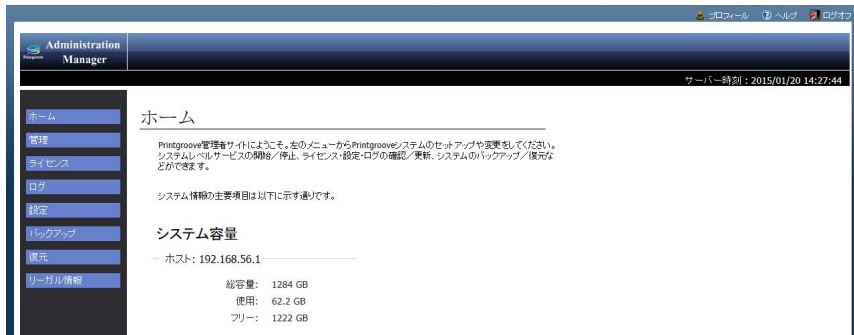 プロフィール ヘルプ ログオフ
Administration
Printgroove Manager
サーバー時刻 : 2015/01/20 14:27:44
ホーム
管理
ライセンス
ログ
設定
バックアップ
復元
リーガル情報
ホーム
Printgroove管理者サイトにようこそ。左のメニューからPrintgrooveシステムのセットアップや変更をしてください。
システムレベルサービスの開始／停止、ライセンス・設定・ログの確認／更新、システムのバックアップ／復元な
どができます。
システム情報の主要項目は以下に示す通りです。
システム容量
ホスト: 192.168.56.1
総容量: 1284 GB
使用: 62.2 GB
フリー: 1222 GB